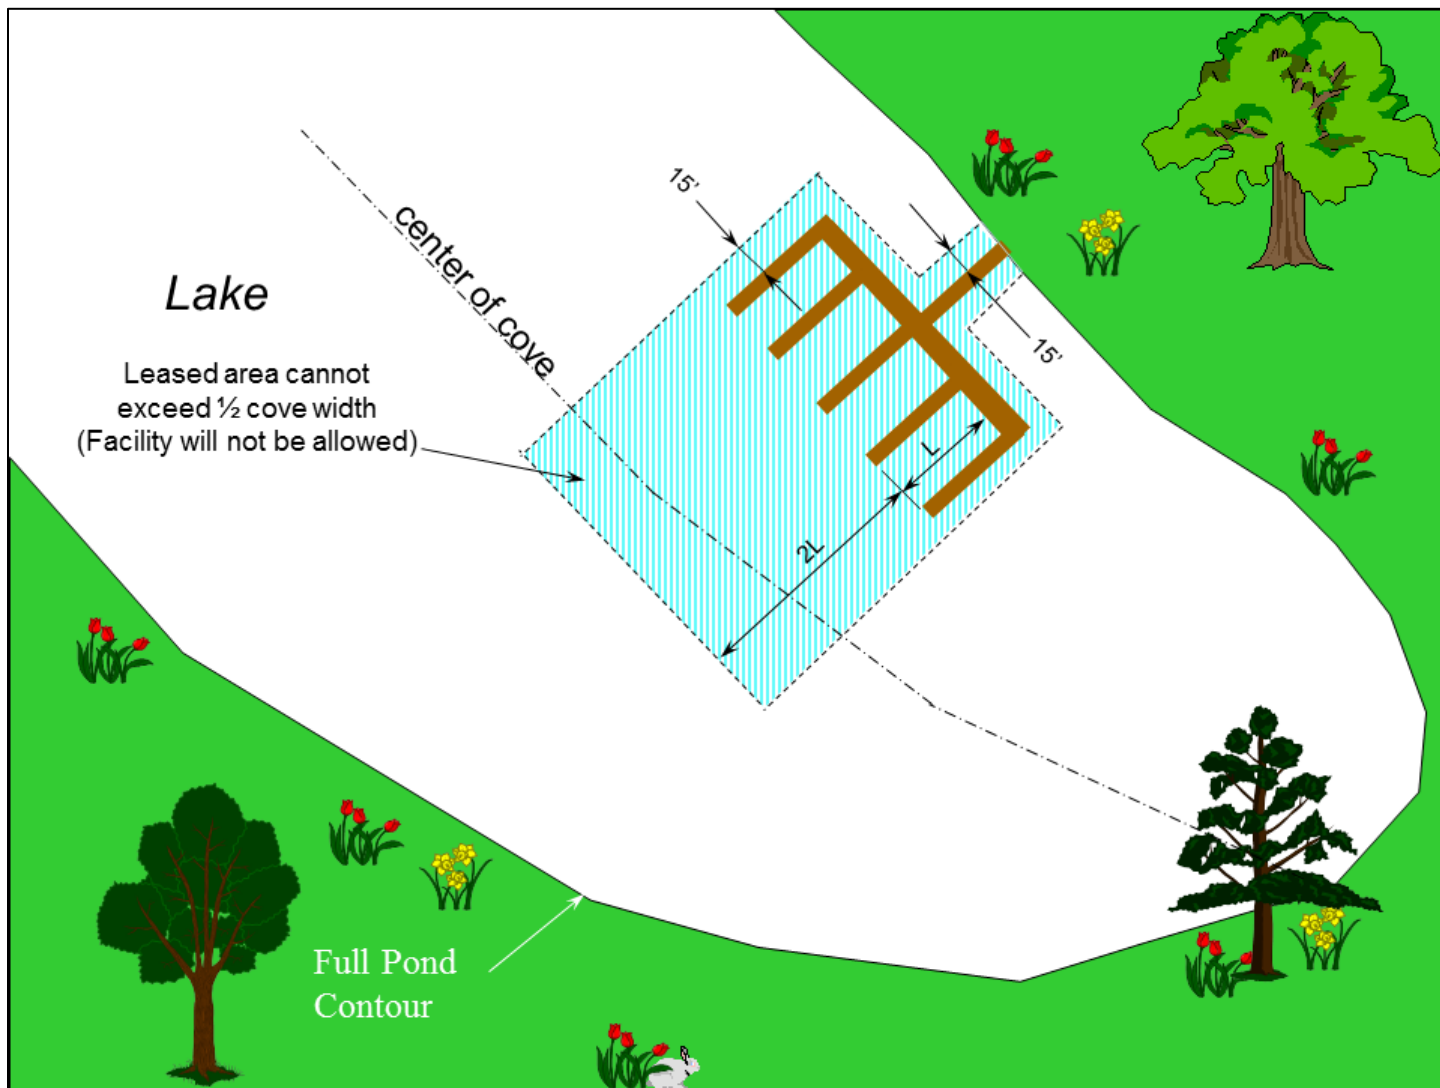 15'
center of cove
Lake
15'
Leased area cannot
exceed ½ cove width
(Facility will not be allowed)
L
2L
Full Pond
Contour